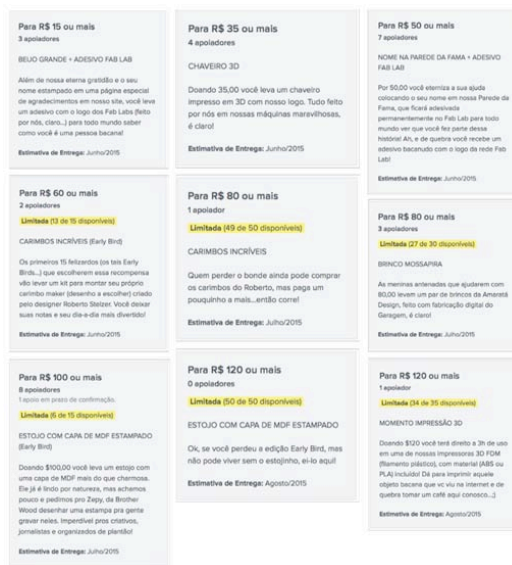 Para R$ 15 ou mais
3 apoiadores
BEIJO GRANDE + ADESIVO FAB LAB
Além de nossa eterna gratidão e o seu
nome estampado em uma página especial
de agradecimentos em nosso site, você leva
um adesivo com o logo dos Fab Labs (feito
por nós, claro...) para todo mundo saber
como você é uma pessoa bacana!
Estimativa de Entrega: Junho/2015
Para R$ 35 ou mais
4 apoiadores
CHAVEIRO 3D
Doando 35,00 você leva um chaveiro
impresso em 3D com nosso logo. Tudo feito
por nós em nossas máquinas maravilhosas,
é claro!
Estimativa de Entrega: Junho/2015
Para R$ 50 ou mais
7 apoiadores
NOME NA PAREDE DA FAMA + ADESIVO
FAB LAB
Por 50,00 você eterniza a sua ajuda
colocando o seu nome em nossa Parede da
Fama, que ficará adesivada
permanentemente no Fab Lab para todo
mundo ver que você fez parte dessa
história! Ah, e de quebra você recebe um
adesivo bacanudo com o logo da rede Fab
Lab!
Estimativa de Entrega: Junho/2015
Para R$ 60 ou mais
2 apoiadores
Limitada (13 de 15 disponíveis)
CARIMBOS INCRÍVEIS (Early Bird)
Os primeiros 15 felizardos (os tais Early
Birds...) que escolherem essa recompensa
vão levar um kit para montar seu próprio
carimbo maker (desenho a escolher) criado
pelo designer Roberto Stelzer. Você deixar
suas notas e seu dia-a-dia mais divertido!
Estimativa de Entrega: Junho/2015
Para R$ 80 ou mais
1 apoiador
Limitada (49 de 50 disponíveis)
CARIMBOS INCRÍVEIS
Quem perder o bonde ainda pode comprar
os carimbos do Roberto, mas paga um
pouquinho a mais...então corre!
Estimativa de Entrega: Junho/2015
Para R$ 80 ou mais
3 apoiadores
Limitada (27 de 30 disponíveis)
BRINCO MOSSAPIRA
As meninas antenadas que ajudarem com
80,00 levam um par de brincos da Amaratá
Design, feito com fabricação digital do
Garagem, é claro!
Estimativa de Entrega: Junho/2015
Para R$ 100 ou mais
8 apoiadores
1 apoio em prazo de confirmação.
Limitada (6 de 15 disponíveis)
ESTOJO COM CAPA DE MDF ESTAMPADO
(Early Bird)
Doando $100,00 você leva um estojo com
uma capa de MDF mais do que charmosa.
Ele já é lindo por natureza, mas achamos
pouco e pedimos pro Zepy, da Brother
Wood desenhar uma estampa pra gente
gravar neles. Imperdível pros criativos,
jornalistas e organizados de plantão!
Estimativa de Entrega: Julho/2015
Para R$ 120 ou mais
0 apoiadores
Limitada (50 de 50 disponíveis)
ESTOJO COM CAPA DE MDF ESTAMPADO
Ok, se você perdeu a edição Early Bird, mas
não pode viver sem o estojinho, ei-lo aqui!
Estimativa de Entrega: Agosto/2015
Para R$ 120 ou mais
1 apoiador
Limitada (34 de 35 disponíveis)
MOMENTO IMPRESSÃO 3D
Doando $120 você terá direito a 3h de uso
em uma de nossas impressoras 3D FDM
(filamento plástico), com material (ABS ou
PLA) incluído! Dá para imprimir aquele
objeto bacana que vc viu na internet e de
quebra tomar um café aqui conosco...;)
Estimativa de Entrega: Agosto/2015